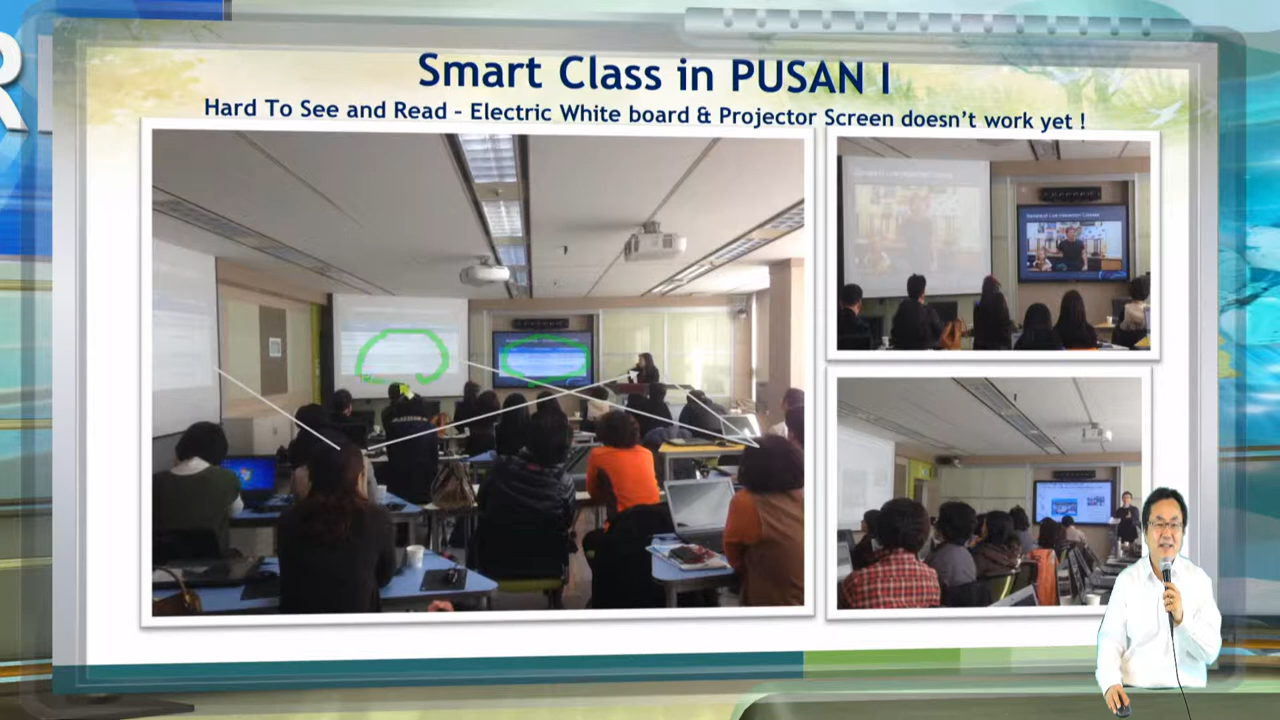 R
Smart Class in PUSAN I
Hard To See and Read - Electric White board & Projector Screen doesn't work yet !